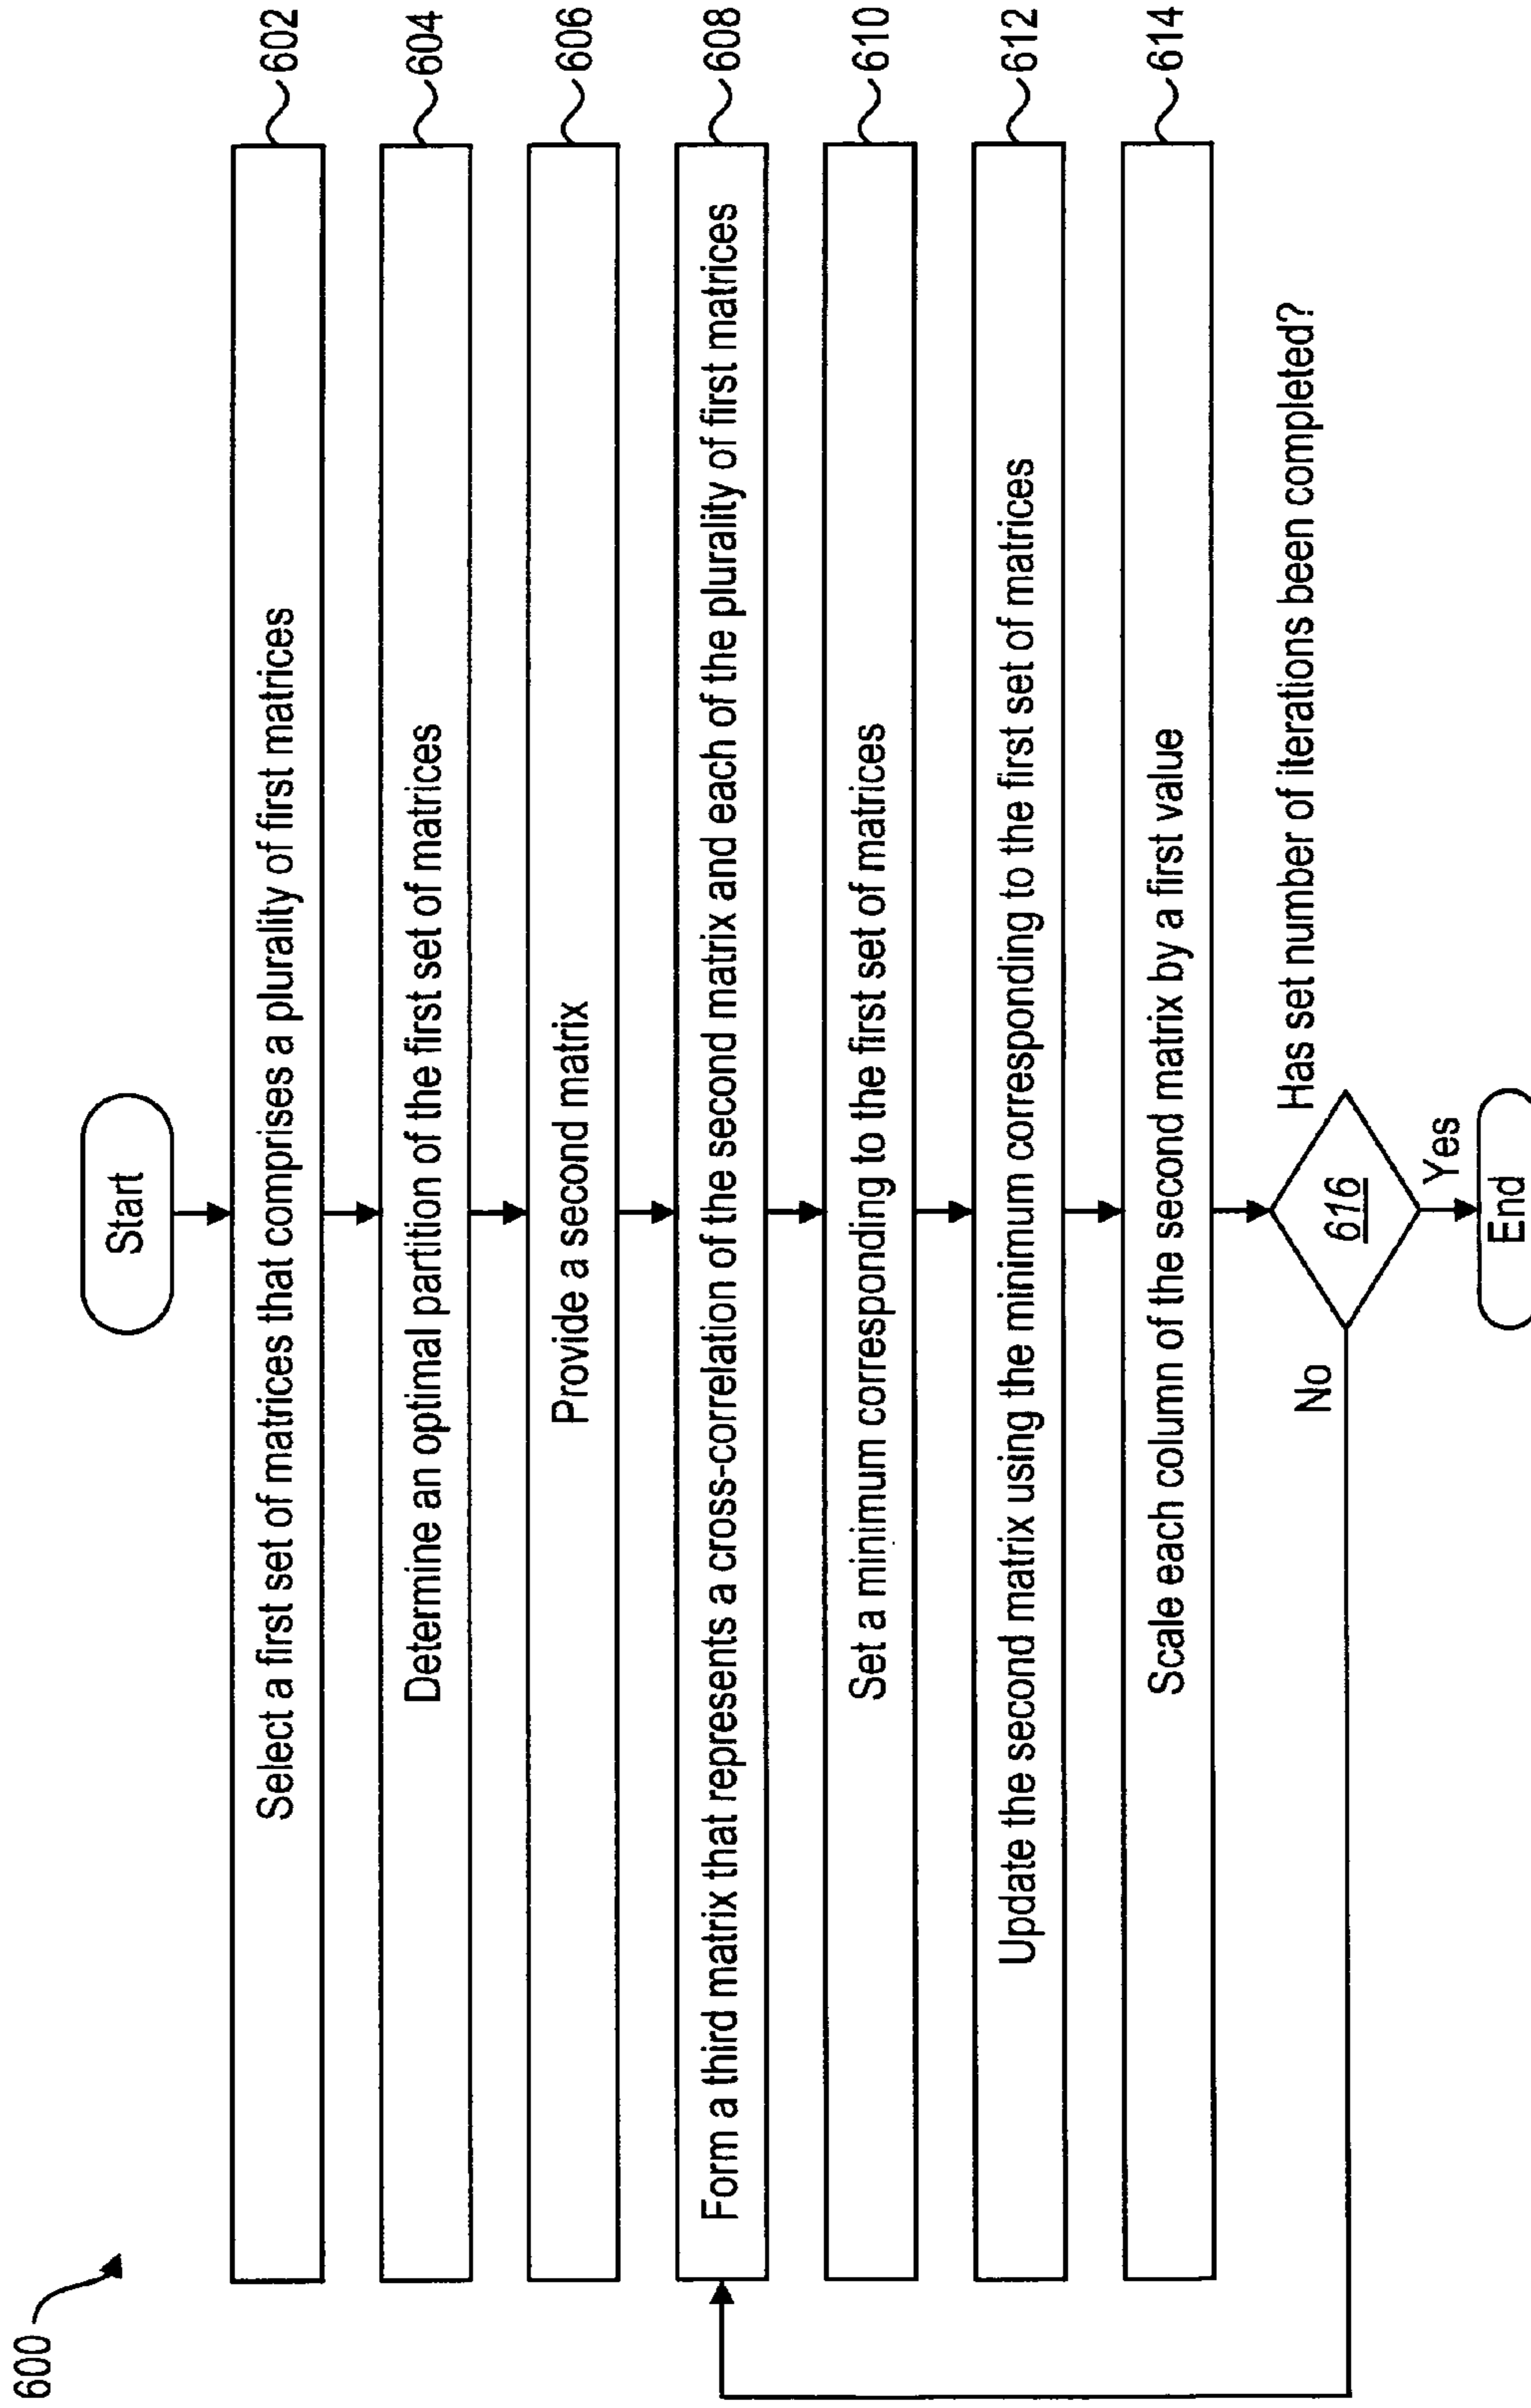 600
Start
Select a first set of matrices that comprises a plurality of first matrices
602
Determine an optimal partition of the first set of matrices
604
Provide a second matrix
606
Form a third matrix that represents a cross-correlation of the second matrix and each of the plurality of first matrices
608
Set a minimum corresponding to the first set of matrices
610
Update the second matrix using the minimum corresponding to the first set of matrices
612
Scale each column of the second matrix by a first value
614
Has set number of iterations been completed?
616
No
Yes
End